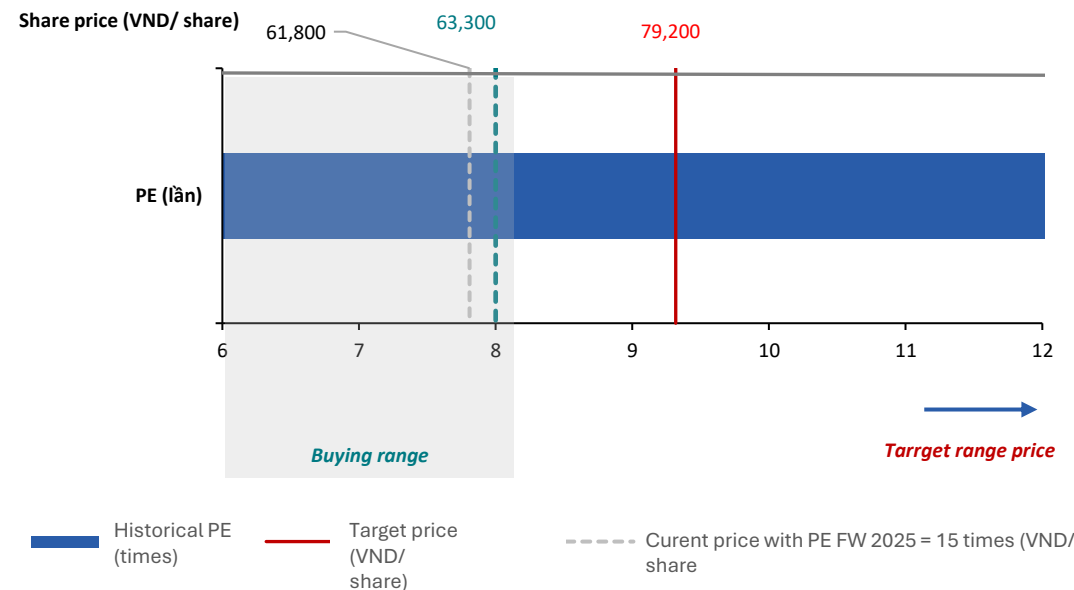 Share price (VND/ share)
61,800
63,300
79,200
PE (lần)
6
7
8
9
10
11
12
Buying range
Tarrget range price
Historical PE
(times)
Target price
(VND/
share)
Curent price with PE FW 2025 = 15 times (VND/
share